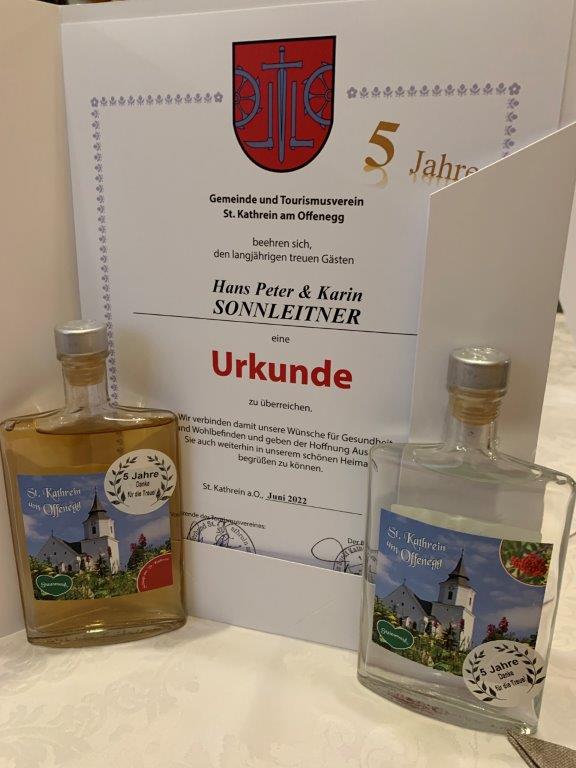 5 Jahre
Gemeinde und Tourismusverein
St. Kathrein am Offenegg
beehren sich,
den langjährigen treuen Gästen
Hans Peter & Karin
SONNLEITNER
eine
Urkunde
zu überreichen.
Wir verbinden damit unsere Wünsche für Gesundheit
und Wohlbefinden und geben der Hoffnung Aus
Sie auch weiterhin in unserem schönen Heima
begrüßen zu können.
St. Kathrein a.O., Juni 2022
Der
5 Jahre
Danke
für die Treue!
St. Kathrein
am Offenegg
Steiermark
St. Kathrein
am Offenegg
Steiermark
5 Jahre
Danke
für die Treue!